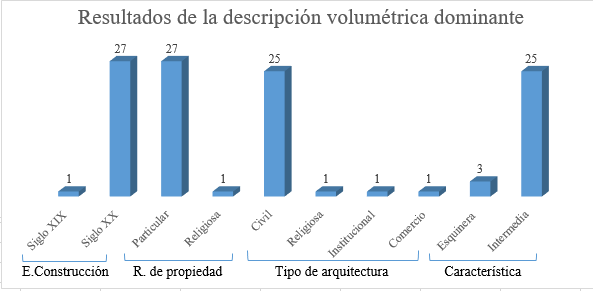 Resultados de la descripción volumétrica dominante
1
27
27
1
25
1
1
1
3
25
Siglo XIX
Siglo XX
Particular
Religiosa
Civil
Religiosa
Institucional
Comercio
Esquinera
Intermedia
E.Construcción
R. de propiedad
Tipo de arquitectura
Característica